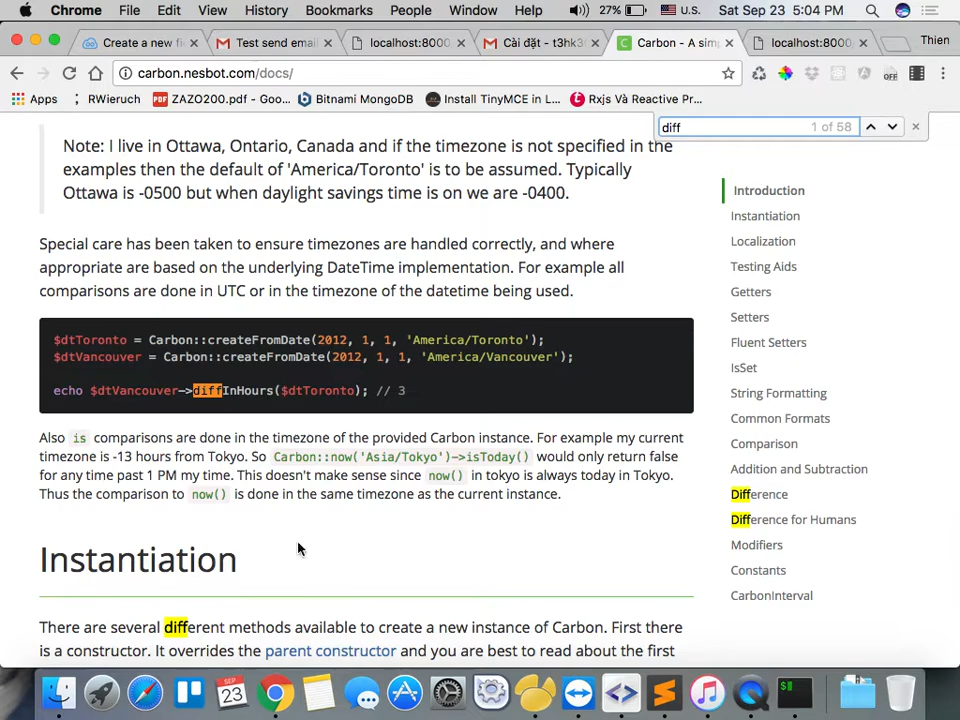 Chrome File Edit View History Bookmarks People Window Help 27% U.S. Sat Sep 23 5:04 PM
Create a new fi Test send email localhost:8000 Cài đặt - t3hk3 Carbon - A simp localhost:8000 Thien
carbon.nesbot.com/docs/
OFF
Apps RWieruch PDF ZAZO200.pdf - Goo... Bitnami MongoDB Install TinyMCE in L... Rxjs Và Reactive Pr...
diff 1 of 58
Note: I live in Ottawa, Ontario, Canada and if the timezone is not specified in the
examples then the default of 'America/Toronto' is to be assumed. Typically
Ottawa is -0500 but when daylight savings time is on we are -0400.
Special care has been taken to ensure timezones are handled correctly, and where
appropriate are based on the underlying DateTime implementation. For example all
comparisons are done in UTC or in the timezone of the datetime being used.
$dtToronto = Carbon::createFromDate(2012, 1, 1, 'America/Toronto');
$dtVancouver = Carbon::createFromDate(2012, 1, 1, 'America/Vancouver');
echo $dtVancouver->diffInHours($dtToronto); // 3
Also is comparisons are done in the timezone of the provided Carbon instance. For example my current
timezone is -13 hours from Tokyo. So Carbon::now('Asia/Tokyo')->isToday() would only return false
for any time past 1 PM my time. This doesn't make sense since now() in tokyo is always today in Tokyo.
Thus the comparison to now() is done in the same timezone as the current instance.
Instantiation
There are several different methods available to create a new instance of Carbon. First there
is a constructor. It overrides the parent constructor and you are best to read about the first
Introduction
Instantiation
Localization
Testing Aids
Getters
Setters
Fluent Setters
IsSet
String Formatting
Common Formats
Comparison
Addition and Subtraction
Difference
Difference for Humans
Modifiers
Constants
CarbonInterval
SEP
23